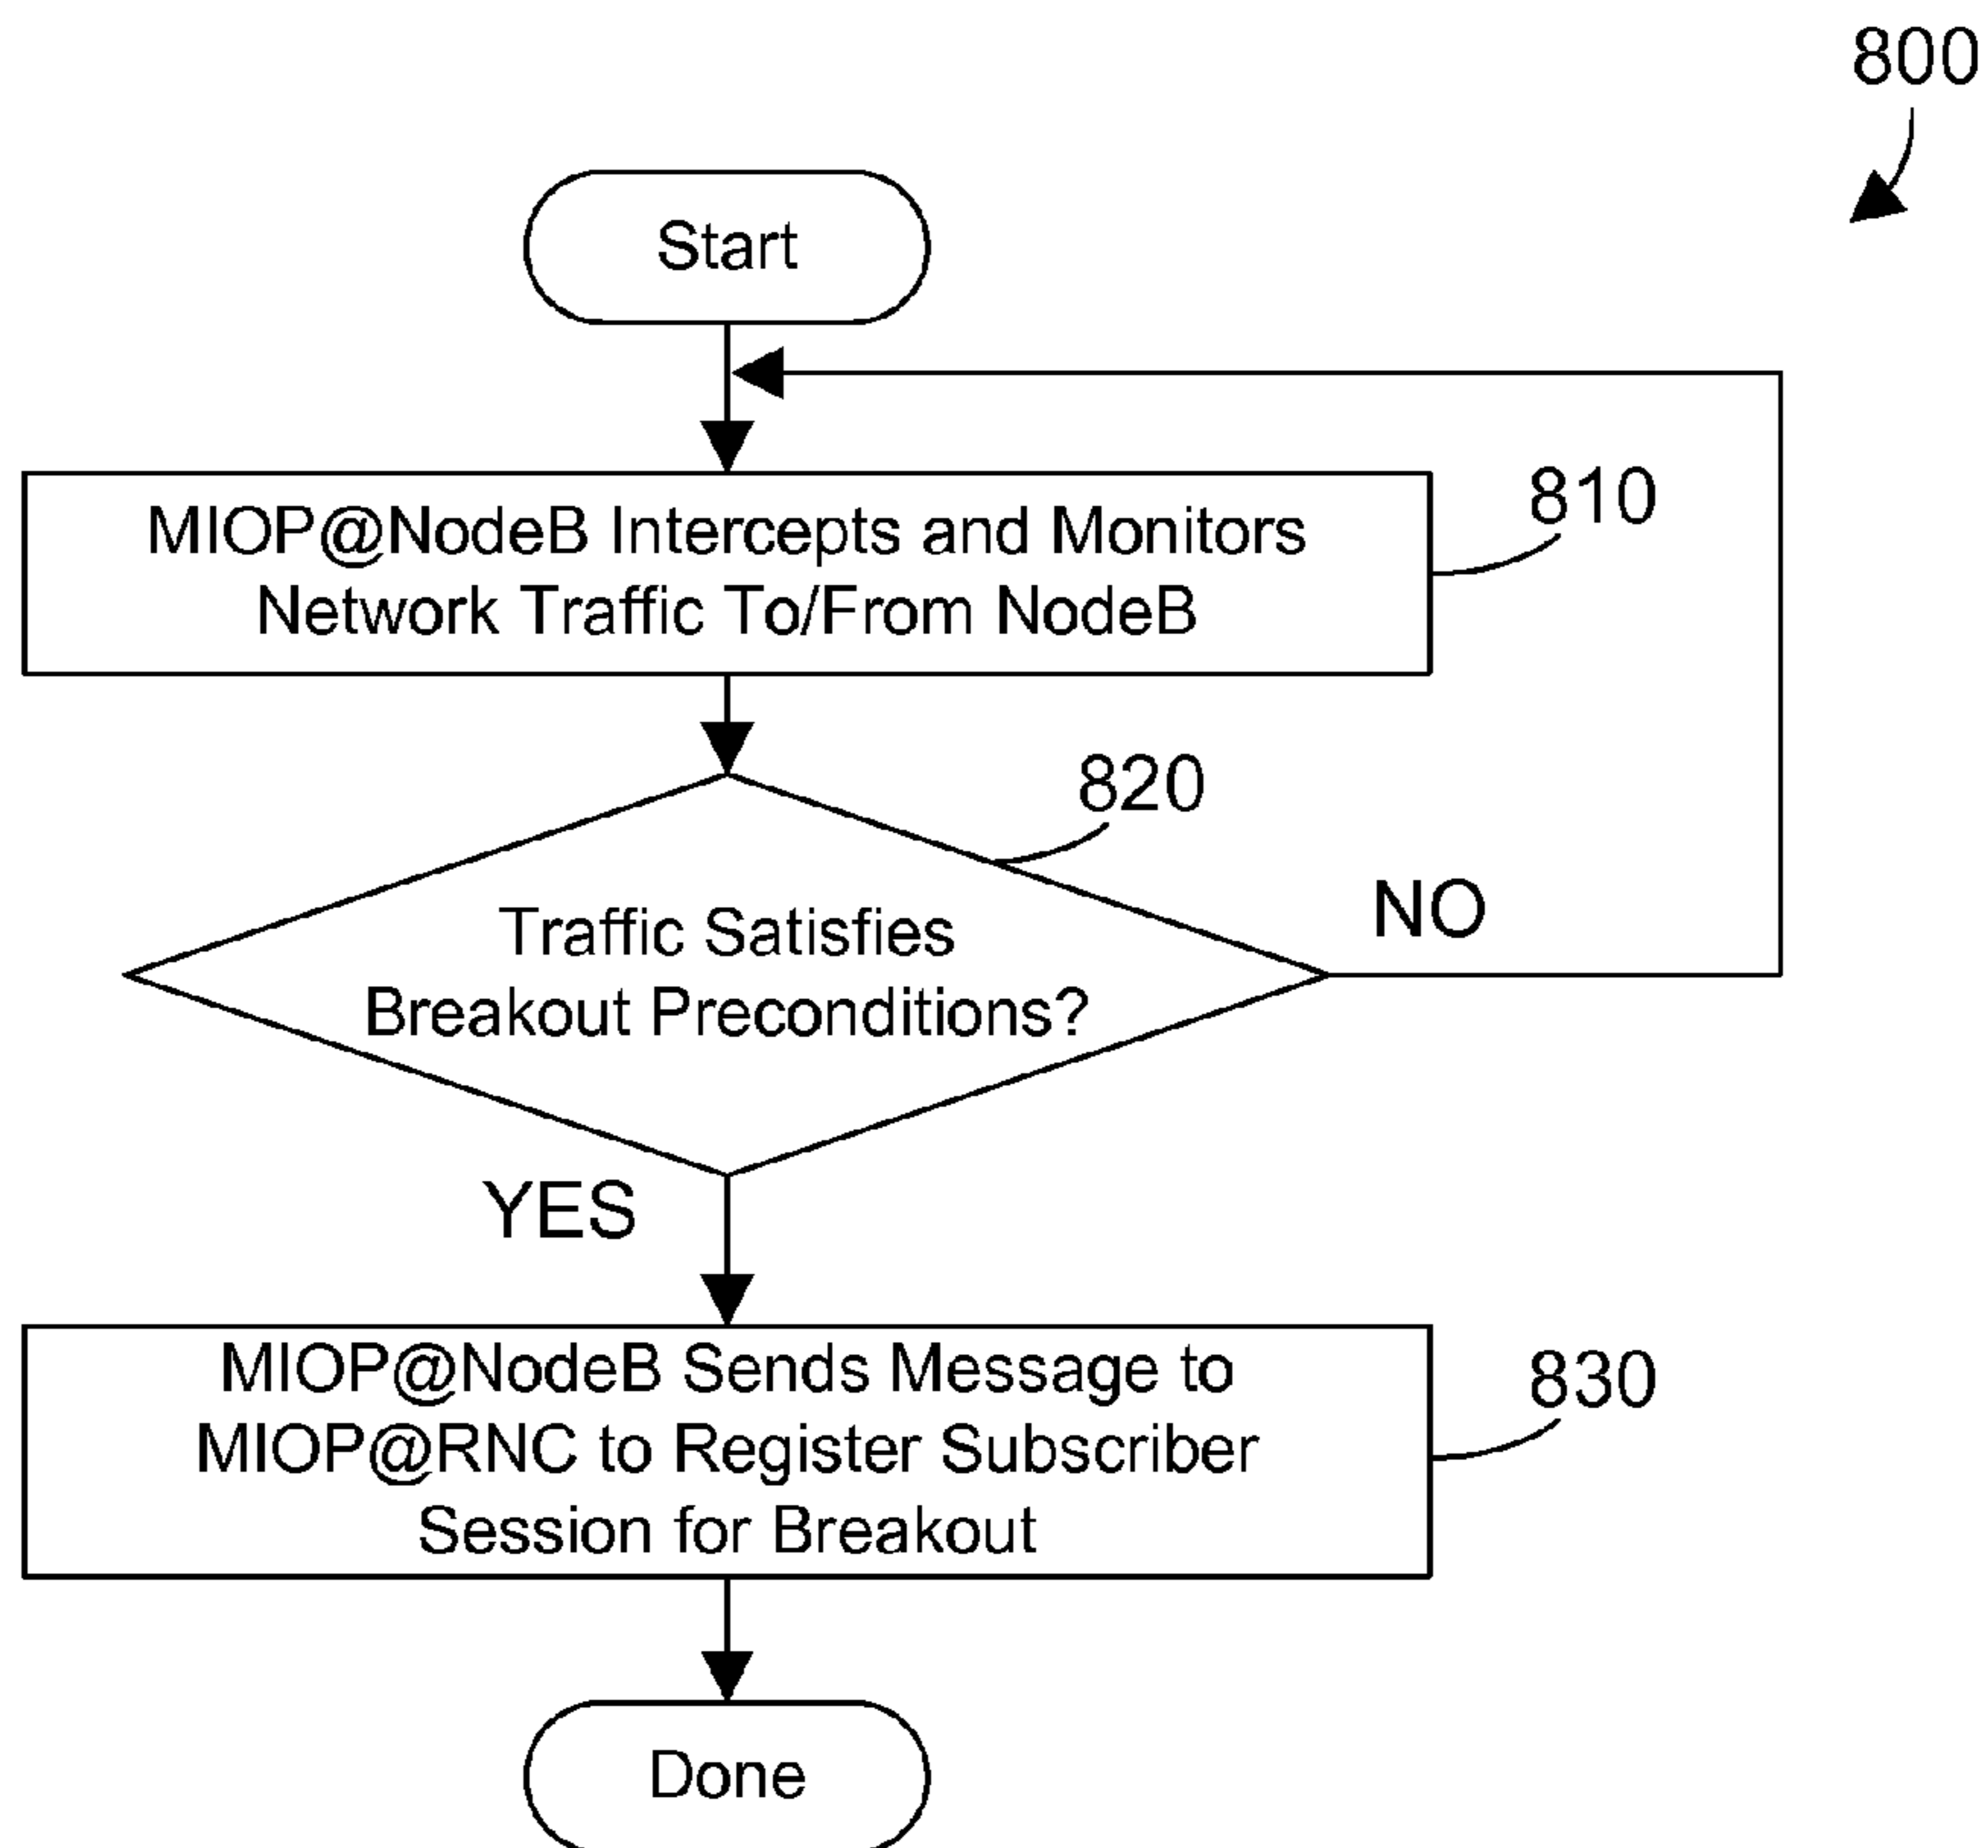 800
Start
MIOP@NodeB Intercepts and Monitors
Network Traffic To/From NodeB
810
820
Traffic Satisfies
Breakout Preconditions?
NO
YES
MIOP@NodeB Sends Message to
MIOP@RNC to Register Subscriber
Session for Breakout
830
Done